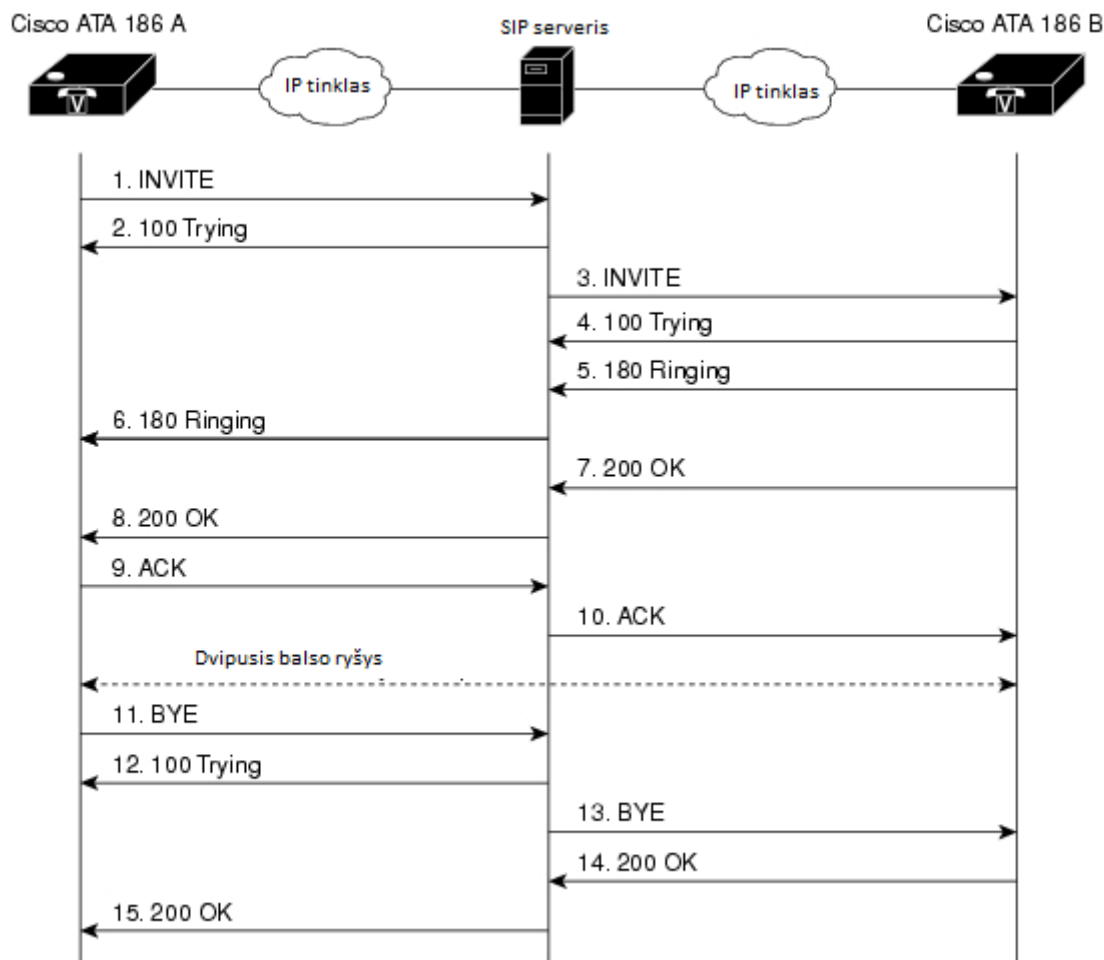 Cisco ATA 186 A
SIP serveris
Cisco ATA 186 B
IP tinklas
IP tinklas
V
V
1. INVITE
2. 100 Trying
3. INVITE
4. 100 Trying
5. 180 Ringing
6. 180 Ringing
7. 200 OK
8. 200 OK
9. ACK
10. ACK
Dvipusis balso ryšys
11. BYE
12. 100 Trying
13. BYE
14. 200 OK
15. 200 OK